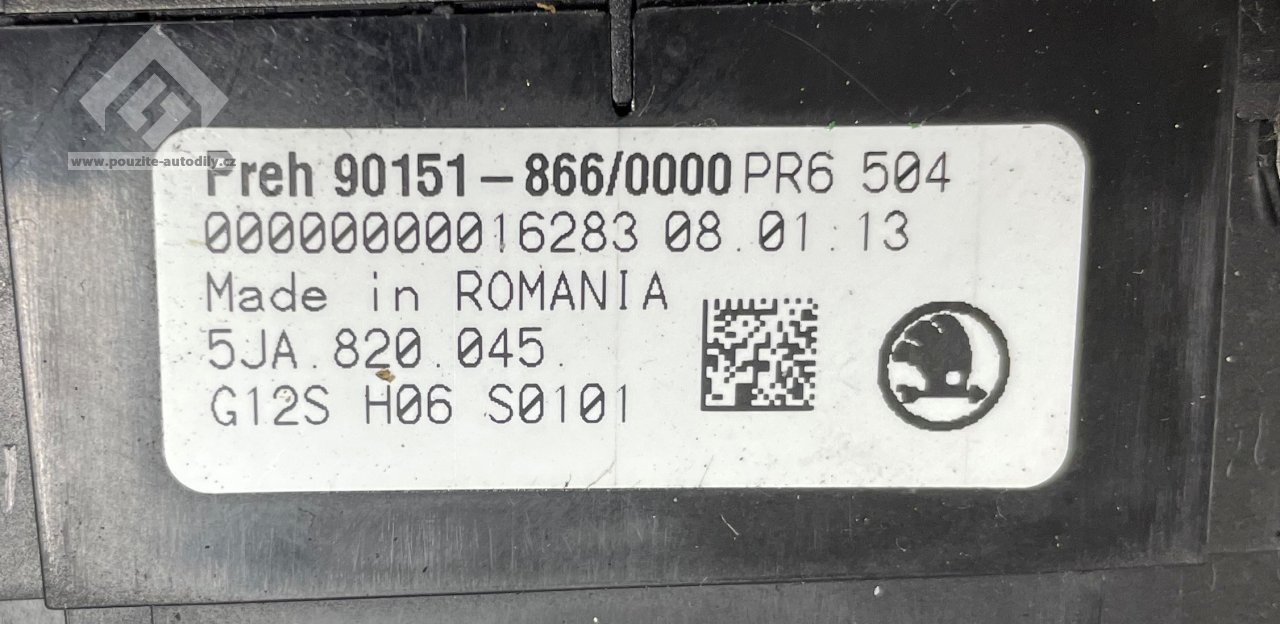 www.pouzite-autodily.cz
Preh 90151-866/0000 PR6 504
00000000016283 08.01.13
Made in ROMANIA
5JA.820.045.
G12S H06 S0101